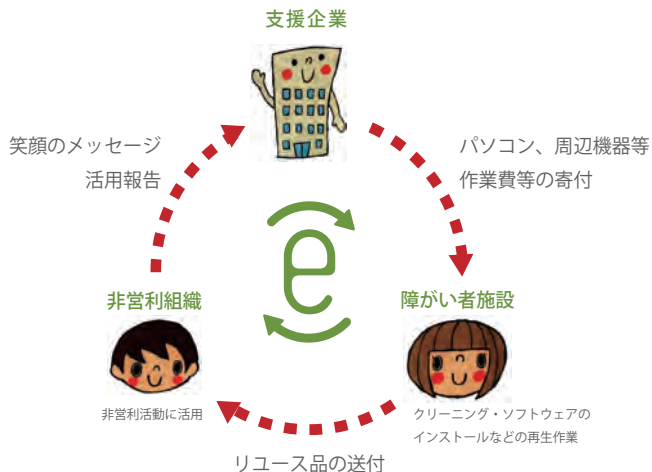 支援企業
笑顔のメッセージ
活用報告
パソコン、周辺機器等
作業費等の寄付
e
非営利組織
障がい者施設
非営利活動に活用
クリーニング・ソフトウェアの
インストールなどの再生作業
リユース品の送付